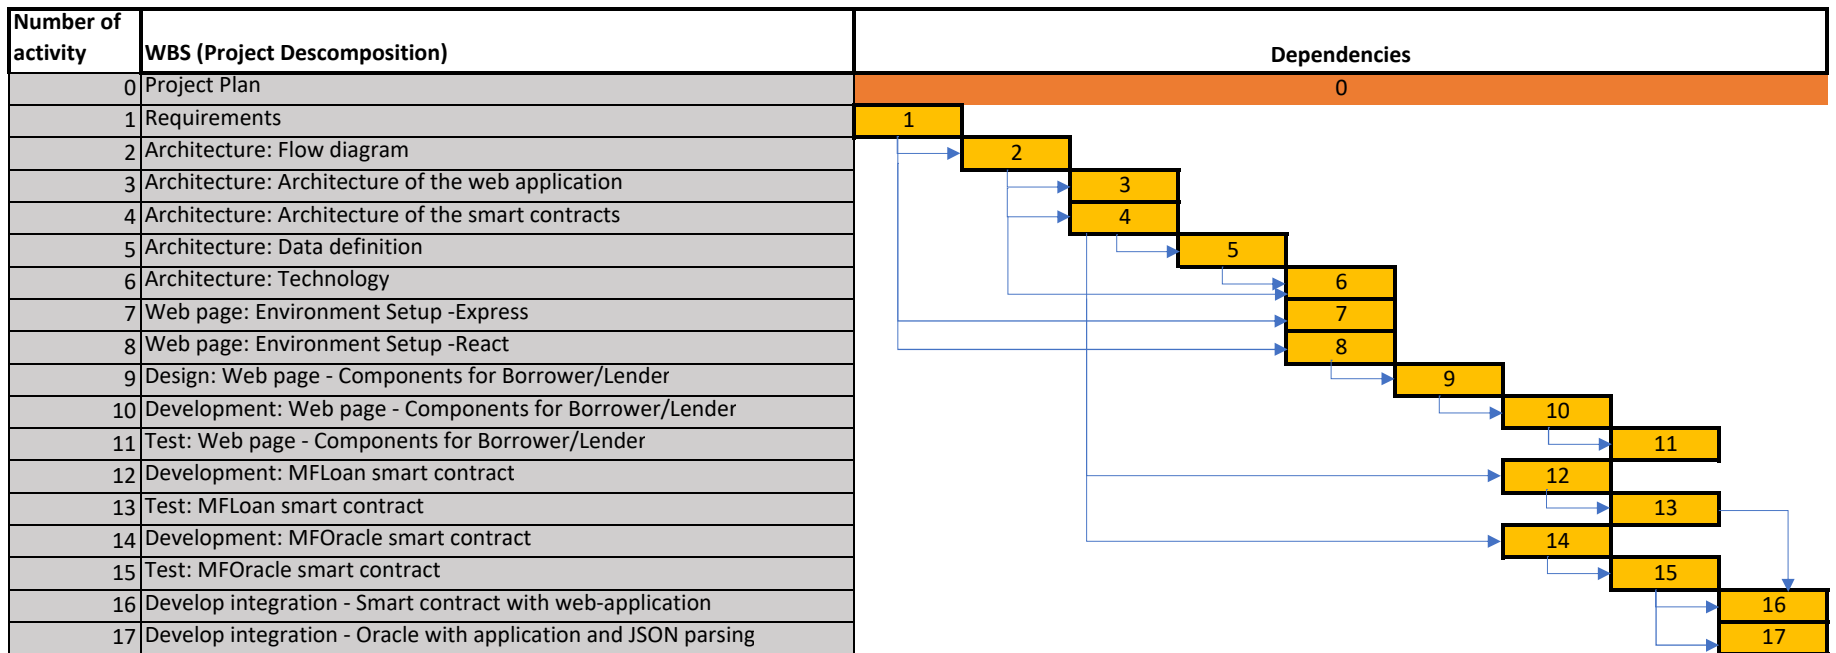 Number of
activity WBS (Project Descomposition) Dependencies
0 Project Plan 0
1 Requirements 1
2 Architecture: Flow diagram 2
3 Architecture: Architecture of the web application 3
4 Architecture: Architecture of the smart contracts 4
5 Architecture: Data definition 5
6 Architecture: Technology 6
7 Web page: Environment Setup -Express 7
8 Web page: Environment Setup -React 8
9 Design: Web page - Components for Borrower/Lender 9
10 Development: Web page - Components for Borrower/Lender 10
11 Test: Web page - Components for Borrower/Lender 11
12 Development: MFLoan smart contract 12
13 Test: MFLoan smart contract 13
14 Development: MFOracle smart contract 14
15 Test: MFOracle smart contract 15
16 Develop integration - Smart contract with web-application 16
17 Develop integration - Oracle with application and JSON parsing 17